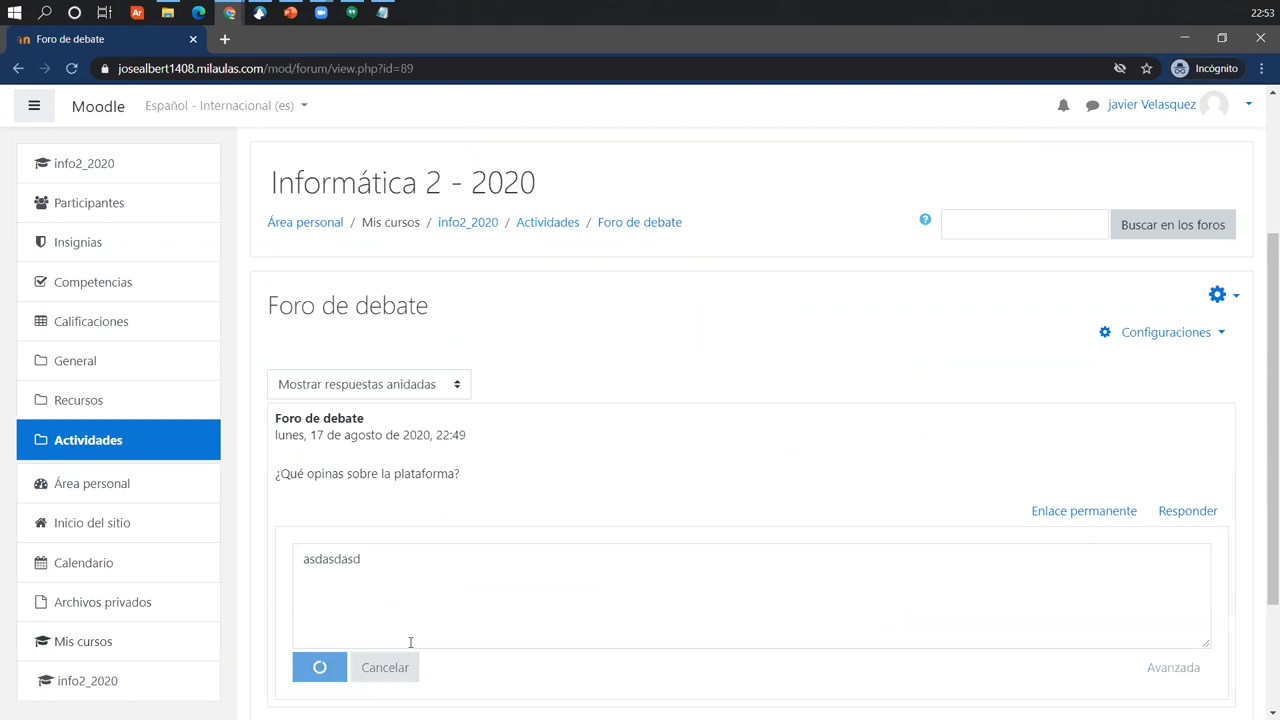 22:53
Foro de debate
josealbert1408.milaulas.com/mod/forum/view.php?id=89
Incógnito
Moodle
Español - Internacional (es)
javier Velasquez
info2_2020
Participantes
Insignias
Competencias
Calificaciones
General
Recursos
Actividades
Área personal
Inicio del sitio
Calendario
Archivos privados
Mis cursos
info2_2020
Informática 2 - 2020
Área personal / Mis cursos / info2_2020 / Actividades / Foro de debate
Buscar en los foros
Foro de debate
Configuraciones
Mostrar respuestas anidadas
Foro de debate
lunes, 17 de agosto de 2020, 22:49
¿Qué opinas sobre la plataforma?
Enlace permanente Responder
asdasdasd
Cancelar
Avanzada